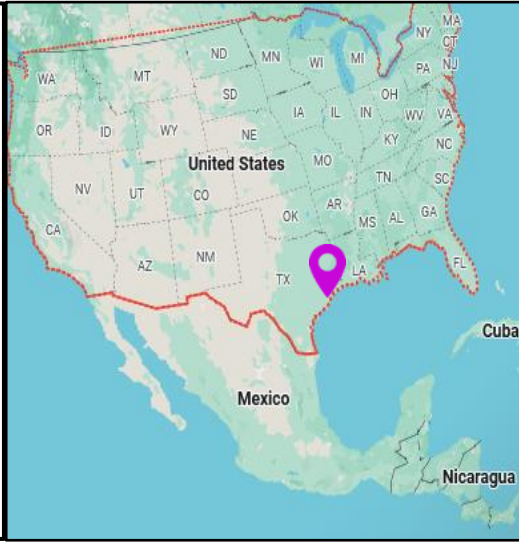 MA
NY
CT
WA
MT
ND
MN
WI
MI
PA
NJ
OR
ID
WY
SD
IA
IL
IN
OH
WV
VA
NE
United States
MO
KY
NC
NV
UT
CO
TN
SC
CA
OK
AR
AZ
NM
MS
AL
GA
TX
LA
FL
Cuba
Mexico
Nicaragua